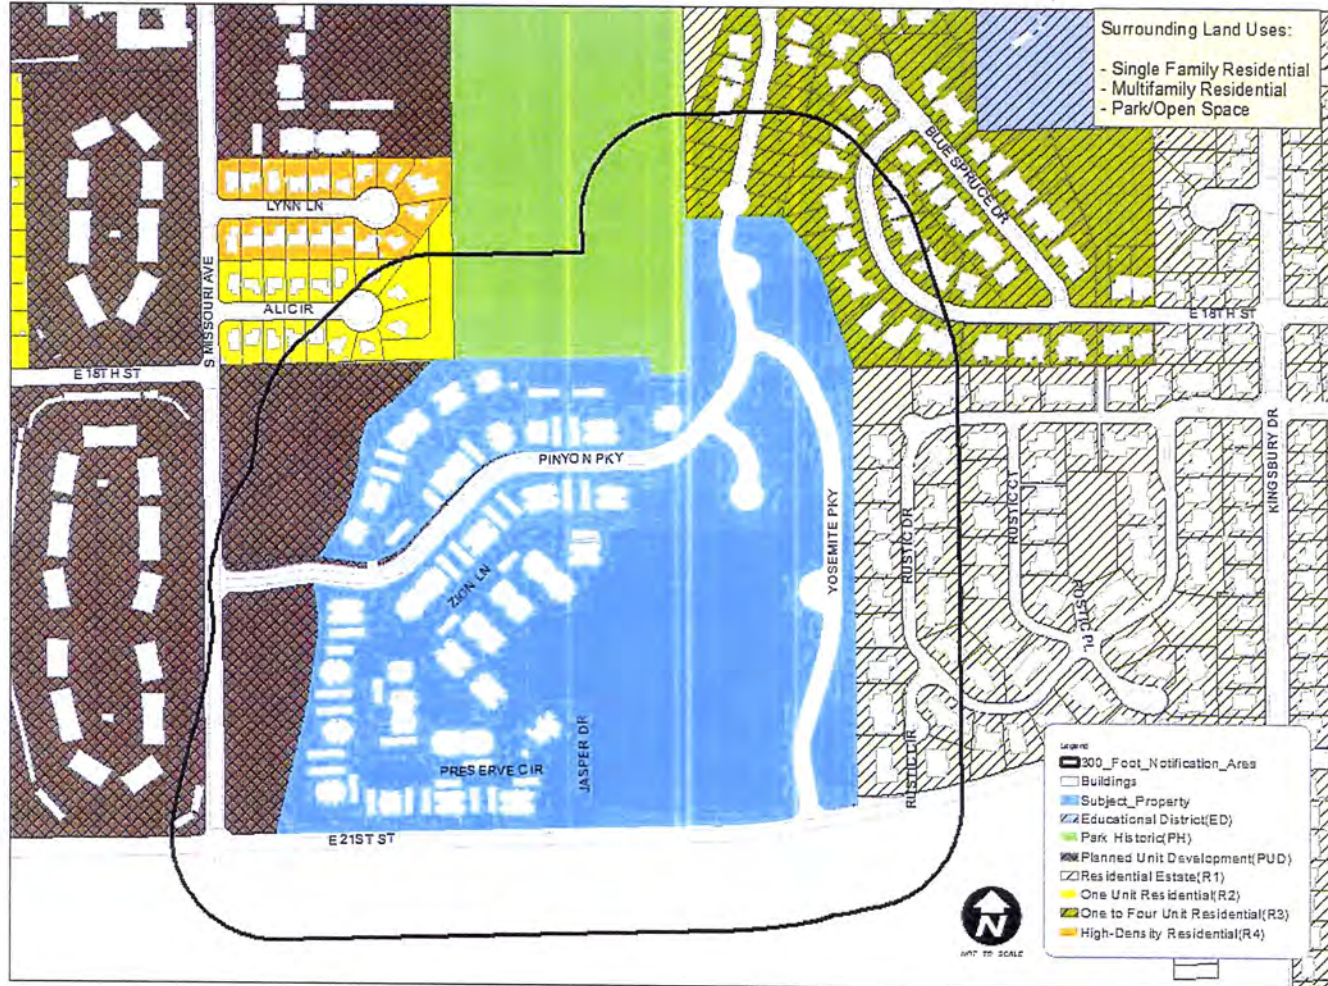 Surrounding Land Uses:
- Single Family Residential
- Multifamily Residential
- Park/Open Space
BLUE SPRUCE DR
LYNN LN
S MISSOURI AVE
ALICIR
E 18TH ST
E 18TH ST
KINGSBURY DR
PINYON PKY
YOSEMITE PKY
RUSTIC DR
RUSTIC CT
ZION LN
RUSTIC PL
JASPER DR
RUSTIC CIR
PRESERVE CIR
E 21ST ST
Legend
300_Foot_Notification_Area
Buildings
Subject_Property
Educational District(ED)
Park Historic(PH)
Planned Unit Development(PUD)
Residential Estate(R1)
One Unit Residential(R2)
One to Four Unit Residential(R3)
High-Density Residential(R4)
N
NOT TO SCALE